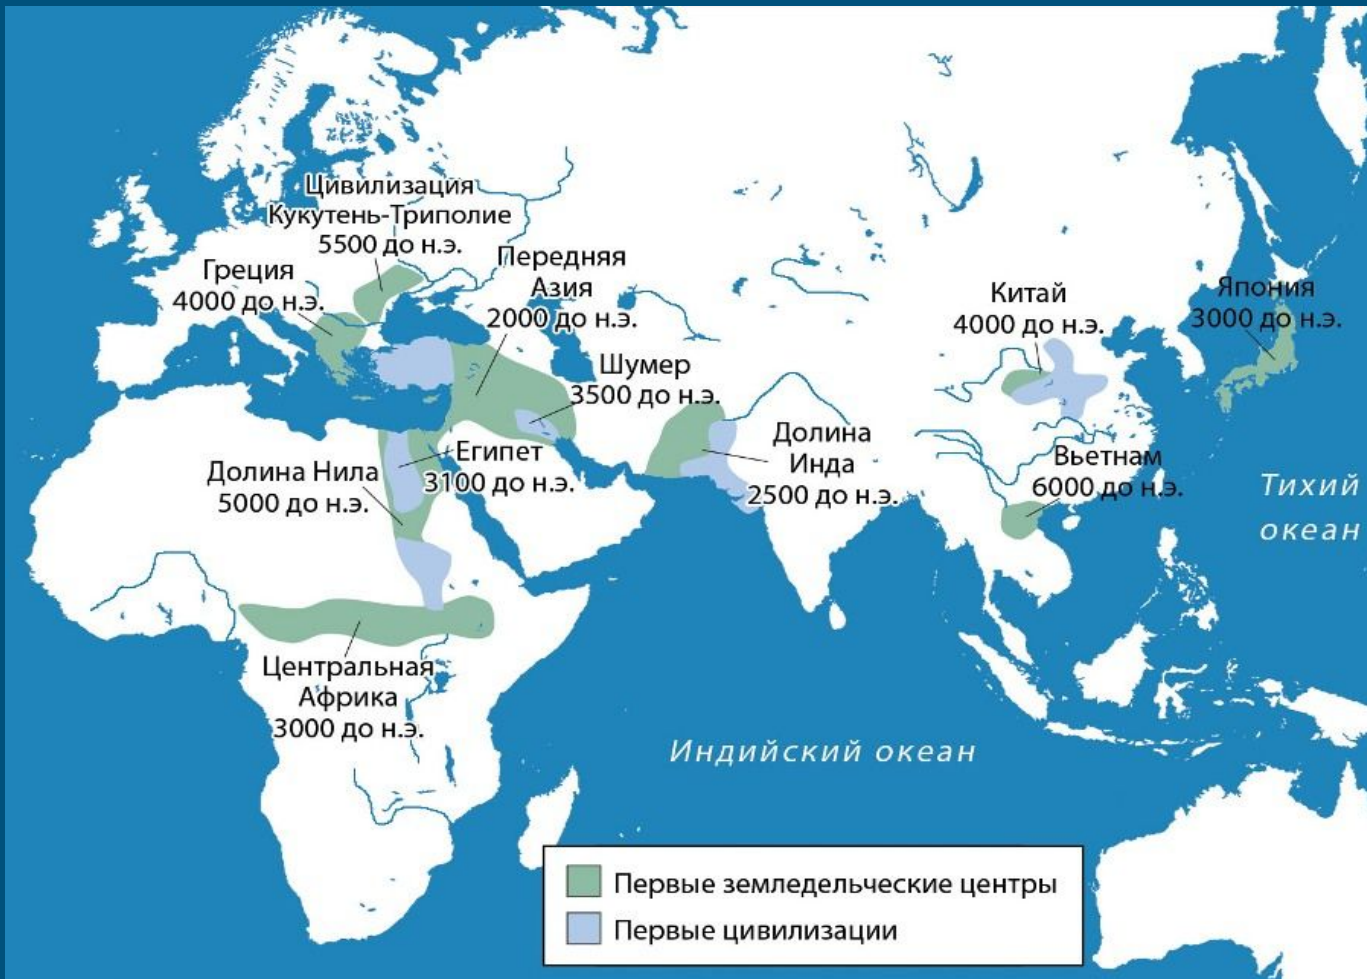 Цивилизация
Кукутень-Триполие
5500 до н.э.
Греция
4000 до н.э.
Передняя
Азия
2000 до н.э.
Шумер
3500 до н.э.
Китай
4000 до н.э.
Япония
3000 до н.э.
Долина Нила
5000 до н.э.
Египет
3100 до н.э.
Долина
Инда
2500 до н.э.
Вьетнам
6000 до н.э.
Тихий
океан
Центральная
Африка
3000 до н.э.
Индийский океан
Первые земледельческие центры
Первые цивилизации